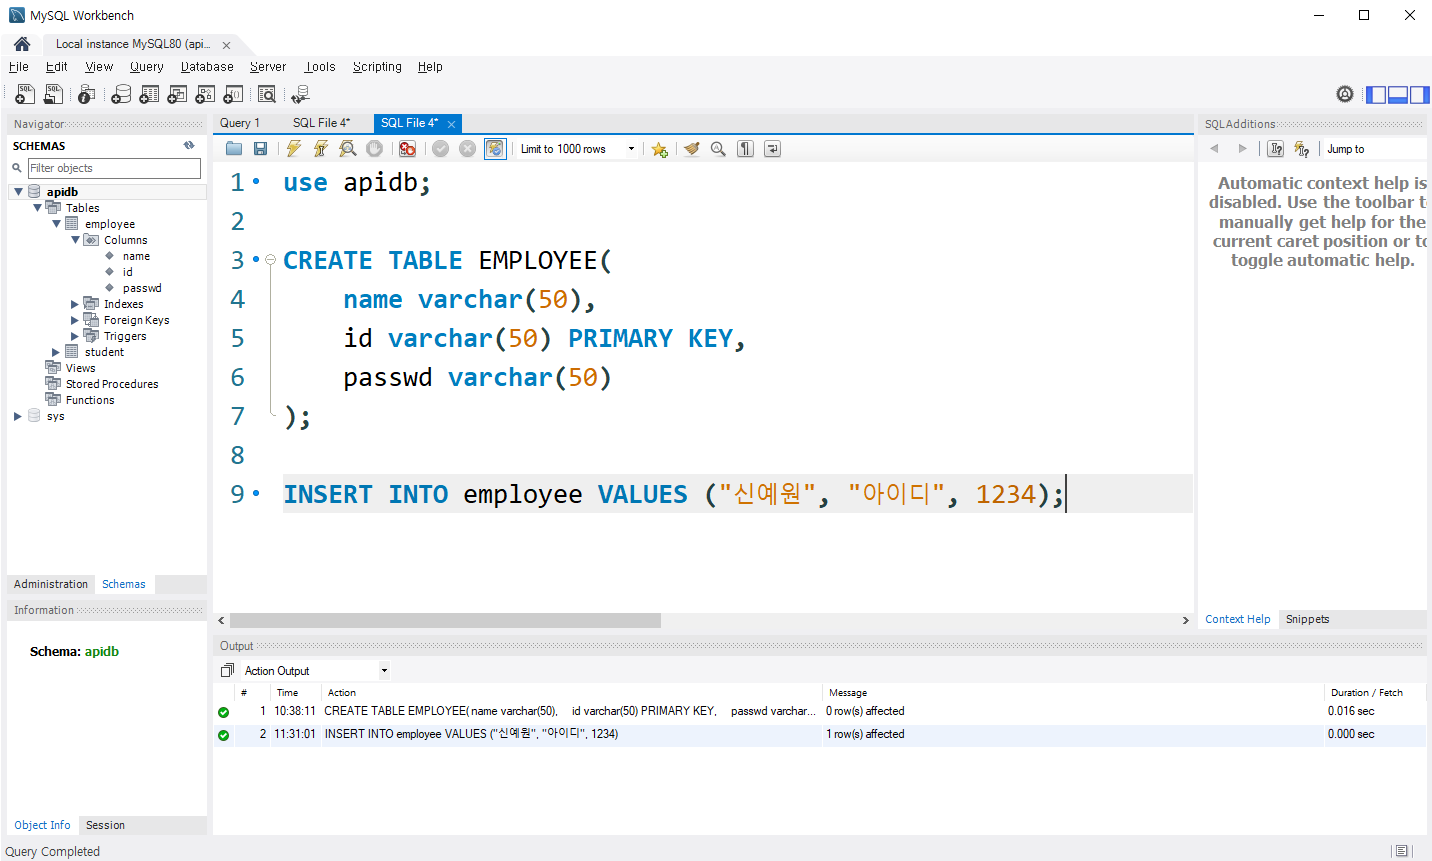 MySQL Workbench
Local instance MySQL80 (api...
File Edit View Query Database Server Tools Scripting Help
Navigator
SCHEMAS
Filter objects
apidb
Tables
employee
Columns
name
id
passwd
Indexes
Foreign Keys
Triggers
student
Views
Stored Procedures
Functions
sys
Administration Schemas
Information
Schema: apidb
Object Info Session
Query 1 SQL File 4* SQL File 4*
Limit to 1000 rows
1 use apidb;
2
3 CREATE TABLE EMPLOYEE(
4 name varchar(50),
5 id varchar(50) PRIMARY KEY,
6 passwd varchar(50)
7 );
8
9 INSERT INTO employee VALUES ("신예원", "아이디", 1234);
SQLAdditions
Jump to
Automatic context help is
disabled. Use the toolbar t
manually get help for the
current caret position or to
toggle automatic help.
Context Help Snippets
Output
Action Output
# Time Action Message Duration / Fetch
1 10:38:11 CREATE TABLE EMPLOYEE( name varchar(50), id varchar(50) PRIMARY KEY, passwd varchar... 0 row(s) affected 0.016 sec
2 11:31:01 INSERT INTO employee VALUES ("신예원", "아이디", 1234) 1 row(s) affected 0.000 sec
Query Completed